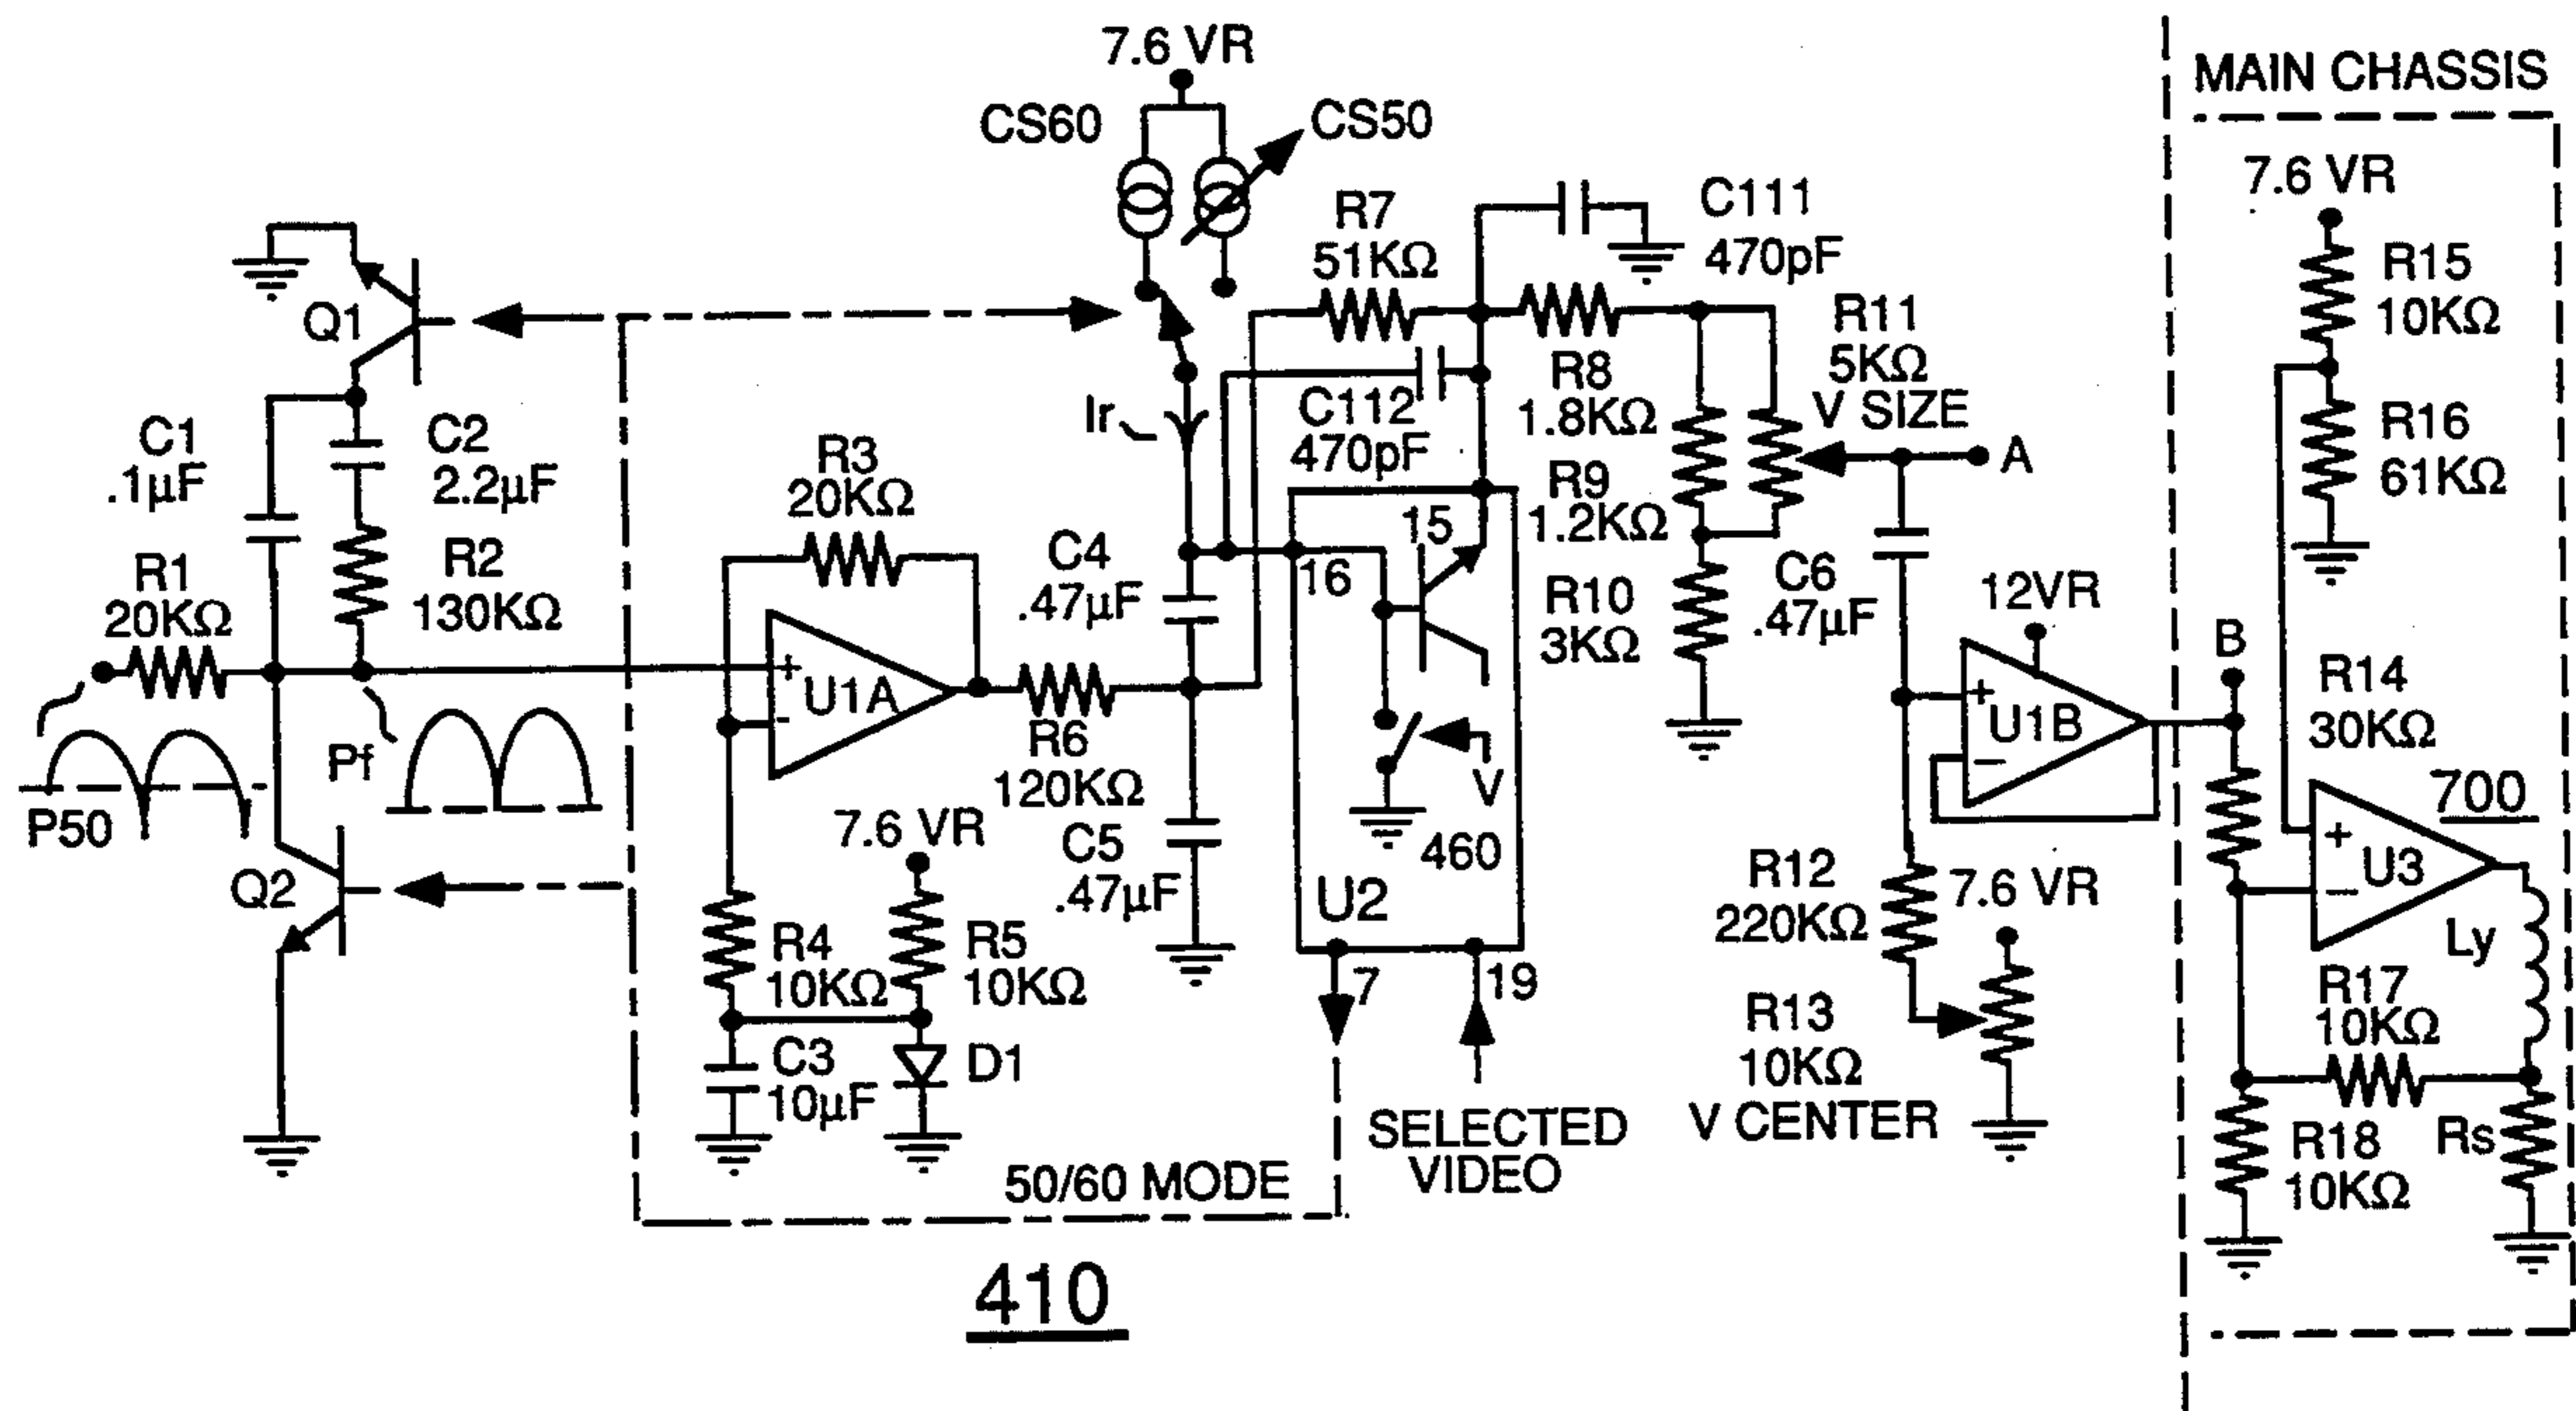 7.6 VR
CS60
CS50
MAIN CHASSIS
7.6 VR
R15
10KΩ
R16
61KΩ
R7
51KΩ
C111
470pF
Q1
C1
.1µF
C2
2.2µF
R1
20KΩ
R2
130KΩ
Ir
C112
470pF
R8
1.8KΩ
R11
5KΩ
V SIZE
A
R3
20KΩ
C4
.47µF
16
15
R9
1.2KΩ
R10
3KΩ
C6
.47µF
12VR
B
+
-
U1A
+
−
U1B
R14
30KΩ
P50
Pf
R6
120KΩ
V
460
7.6 VR
C5
.47µF
U2
Q2
R4
10KΩ
R5
10KΩ
7
19
R12
220KΩ
7.6 VR
700
+
−
U3
Ly
C3
10µF
D1
R13
10KΩ
V CENTER
R17
10KΩ
R18
10KΩ
Rs
SELECTED
VIDEO
50/60 MODE
410